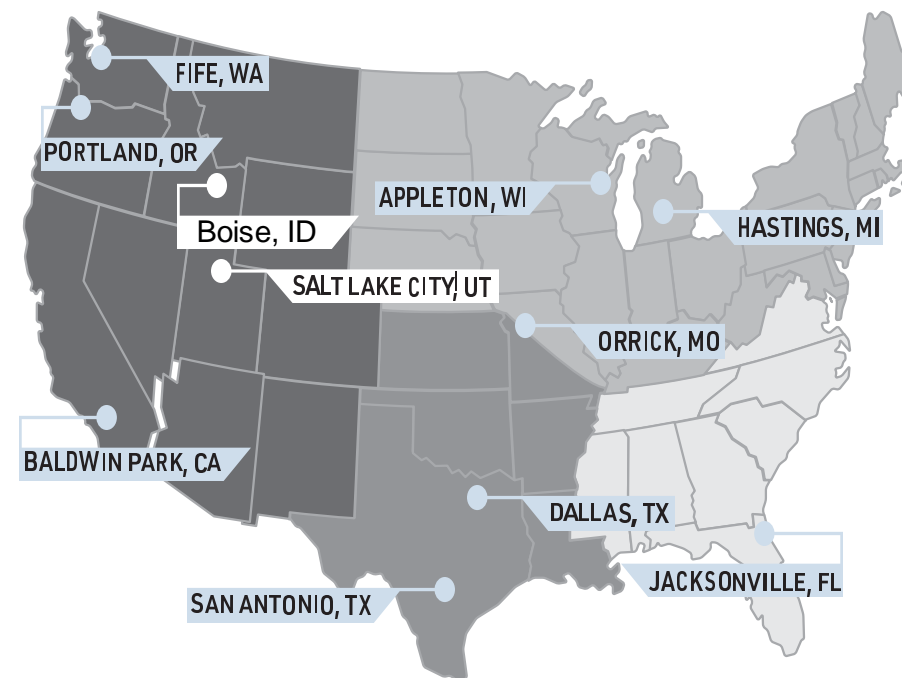 FIFE, WA
PORTLAND, OR
APPLETON, WI
HASTINGS, MI
Boise, ID
SALT LAKE CITY, UT
ORRICK, MO
BALDWIN PARK, CA
DALLAS, TX
JACKSONVILLE, FL
SAN ANTONIO, TX